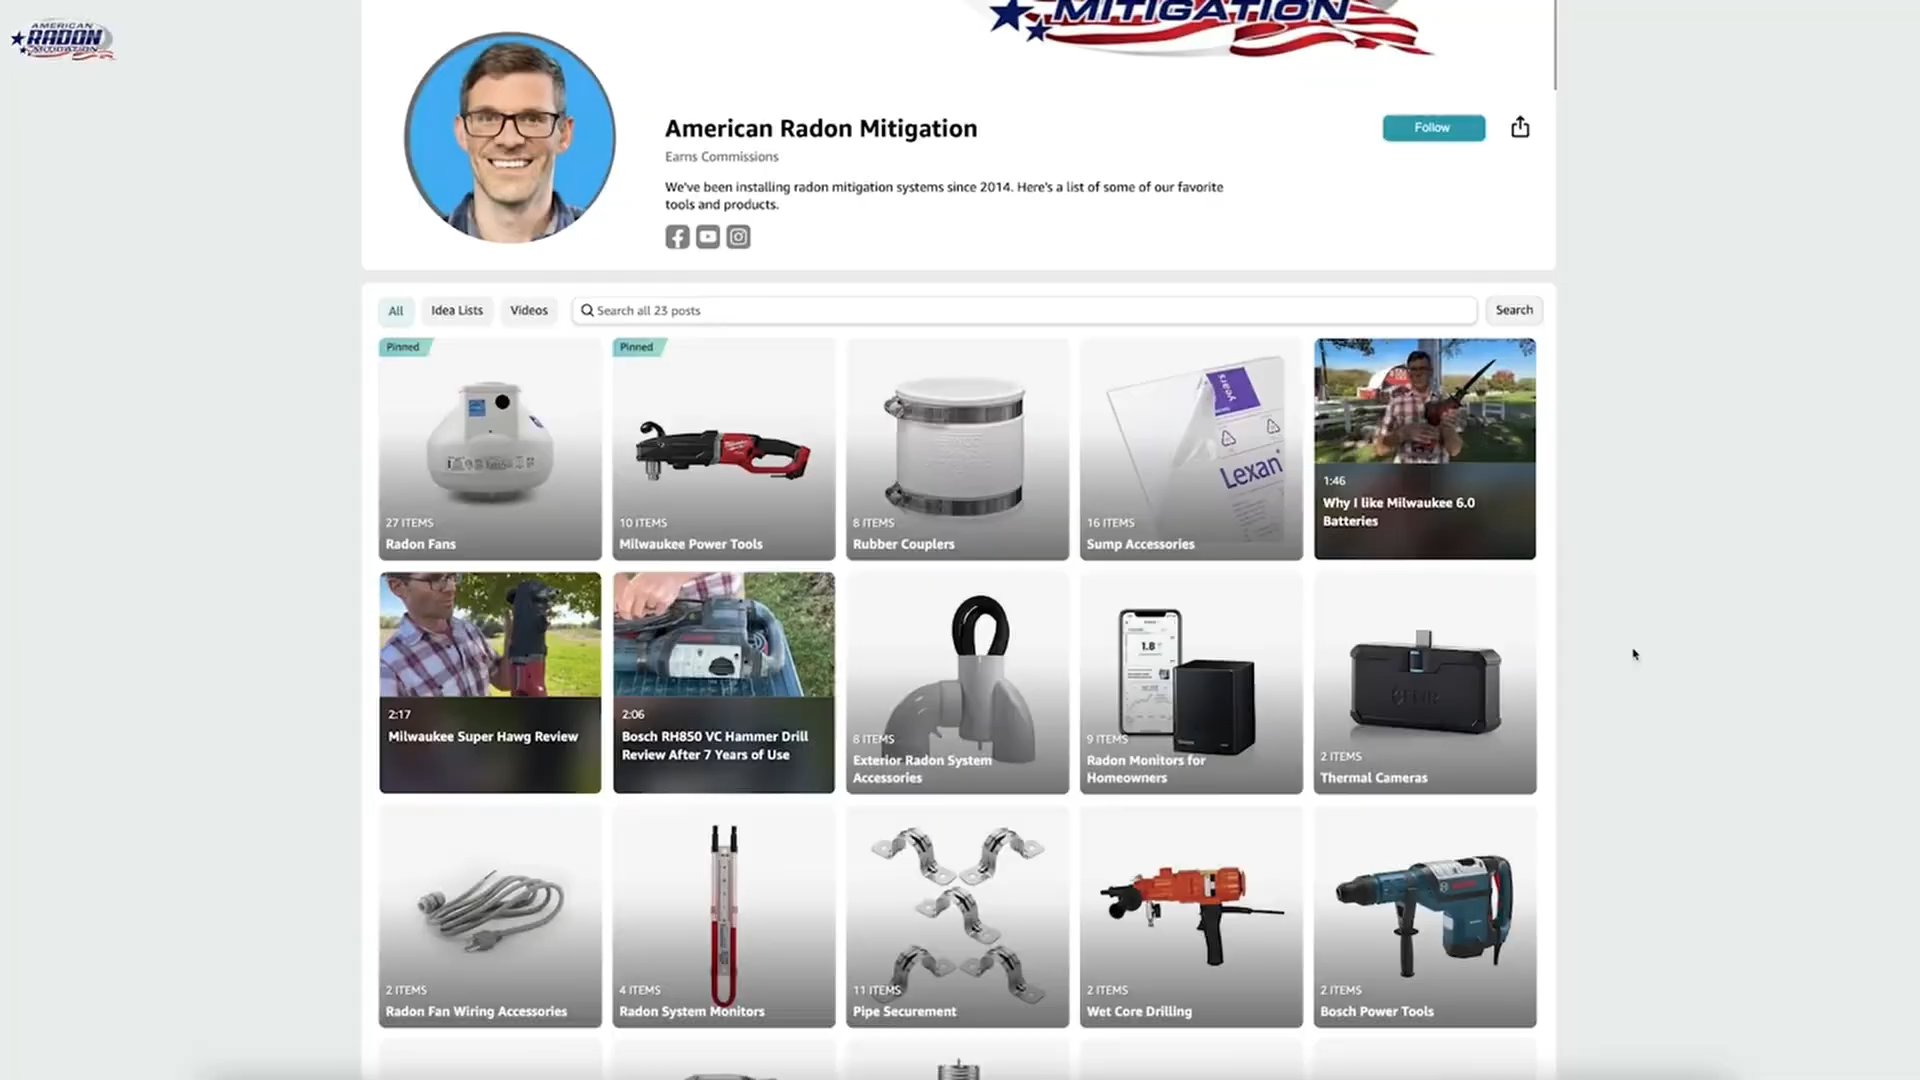 AMERICAN
RADON
MITIGATION
MITIGATION
American Radon Mitigation
Earns Commissions
Follow
We've been installing radon mitigation systems since 2014. Here's a list of some of our favorite
tools and products.
All
Idea Lists
Videos
Search all 23 posts
Search
Pinned
27 ITEMS
Radon Fans
Pinned
10 ITEMS
Milwaukee Power Tools
8 ITEMS
Rubber Couplers
years
Lexan
16 ITEMS
Sump Accessories
1:46
Why I like Milwaukee 6.0
Batteries
2:17
Milwaukee Super Hawg Review
2:06
Bosch RH850 VC Hammer Drill
Review After 7 Years of Use
8 ITEMS
Exterior Radon System
Accessories
1.8
9 ITEMS
Radon Monitors for
Homeowners
FLIR
2 ITEMS
Thermal Cameras
2 ITEMS
Radon Fan Wiring Accessories
4 ITEMS
Radon System Monitors
11 ITEMS
Pipe Securement
2 ITEMS
Wet Core Drilling
2 ITEMS
Bosch Power Tools